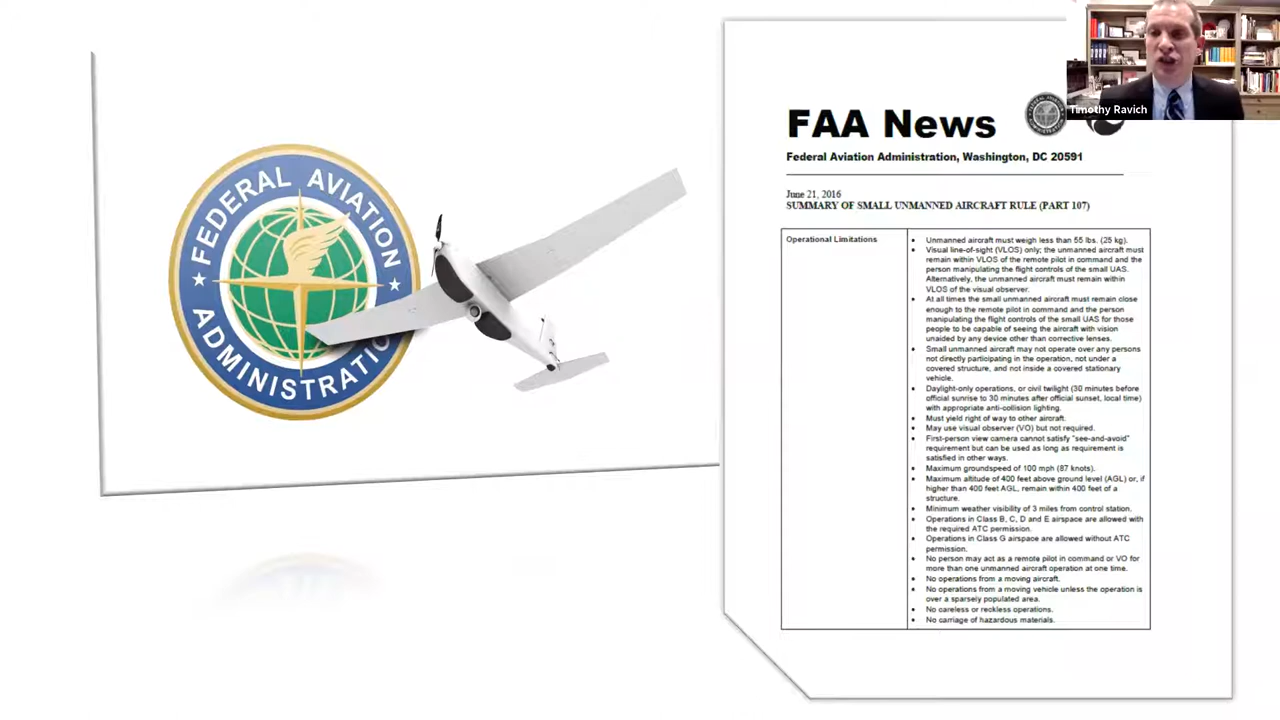 FEDERAL AVIATION
ADMINISTRATION
FAA News
Timothy Ravich
Federal Aviation Administration, Washington, DC 20591
June 21, 2016
SUMMARY OF SMALL UNMANNED AIRCRAFT RULE (PART 107)
Operational Limitations
• Unmanned aircraft must weigh less than 55 lbs. (25 kg).
• Visual line-of-sight (VLOS) only; the unmanned aircraft must
remain within VLOS of the remote pilot in command and the
person manipulating the flight controls of the small UAS.
Alternatively, the unmanned aircraft must remain within
VLOS of the visual observer.
• At all times the small unmanned aircraft must remain close
enough to the remote pilot in command and the person
manipulating the flight controls of the small UAS for those
people to be capable of seeing the aircraft with vision
unaided by any device other than corrective lenses.
• Small unmanned aircraft may not operate over any persons
not directly participating in the operation, not under a
covered structure, and not inside a covered stationary
vehicle.
• Daylight-only operations, or civil twilight (30 minutes before
official sunrise to 30 minutes after official sunset, local time)
with appropriate anti-collision lighting.
• Must yield right of way to other aircraft.
• May use visual observer (VO) but not required.
• First-person view camera cannot satisfy "see-and-avoid"
requirement but can be used as long as requirement is
satisfied in other ways.
• Maximum groundspeed of 100 mph (87 knots).
• Maximum altitude of 400 feet above ground level (AGL) or, if
higher than 400 feet AGL, remain within 400 feet of a
structure.
• Minimum weather visibility of 3 miles from control station.
• Operations in Class B, C, D and E airspace are allowed with
the required ATC permission.
• Operations in Class G airspace are allowed without ATC
permission.
• No person may act as a remote pilot in command or VO for
more than one unmanned aircraft operation at one time.
• No operations from a moving aircraft.
• No operations from a moving vehicle unless the operation is
over a sparsely populated area.
• No careless or reckless operations.
• No carriage of hazardous materials.